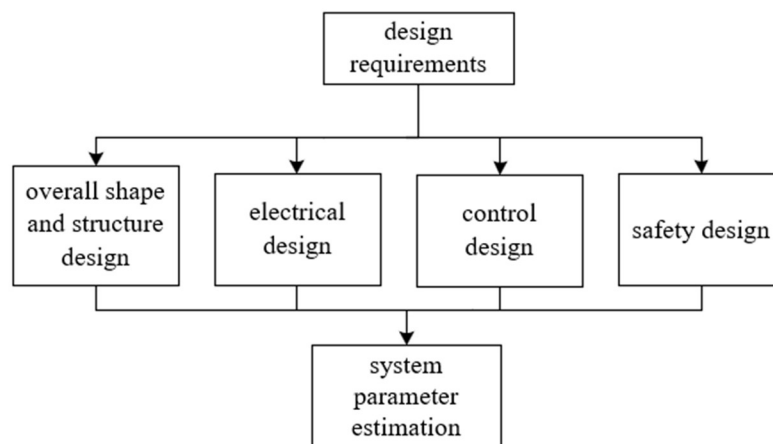 design
requirements
overall shape
and structure
design
electrical
design
control
design
safety design
system
parameter
estimation